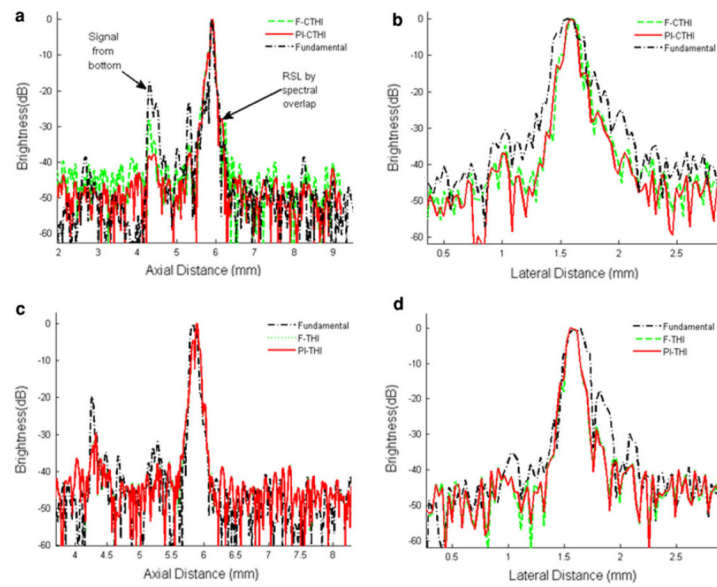 a
F-CTHI
PI-CTHI
Fundamental
Signal
from
bottom
RSL by
spectral
overlap
Brightness(dB)
0
-10
-20
-30
-40
-50
-60
2 3 4 5 6 7 8 9
Axial Distance (mm)
b
F-CTHI
PI-CTHI
Fundamental
Brightness(dB)
0
-10
-20
-30
-40
-50
-60
0.5 1 1.5 2 2.5
Lateral Distance (mm)
c
Fundamental
F-THI
PI-THI
Brightness(dB)
0
-10
-20
-30
-40
-50
-60
4 4.5 5 5.5 6 6.5 7 7.5 8
Axial Distance (mm)
d
Fundamental
F-THI
PI-THI
Brightness(dB)
0
-10
-20
-30
-40
-50
-60
0.5 1 1.5 2 2.5
Lateral Distance (mm)